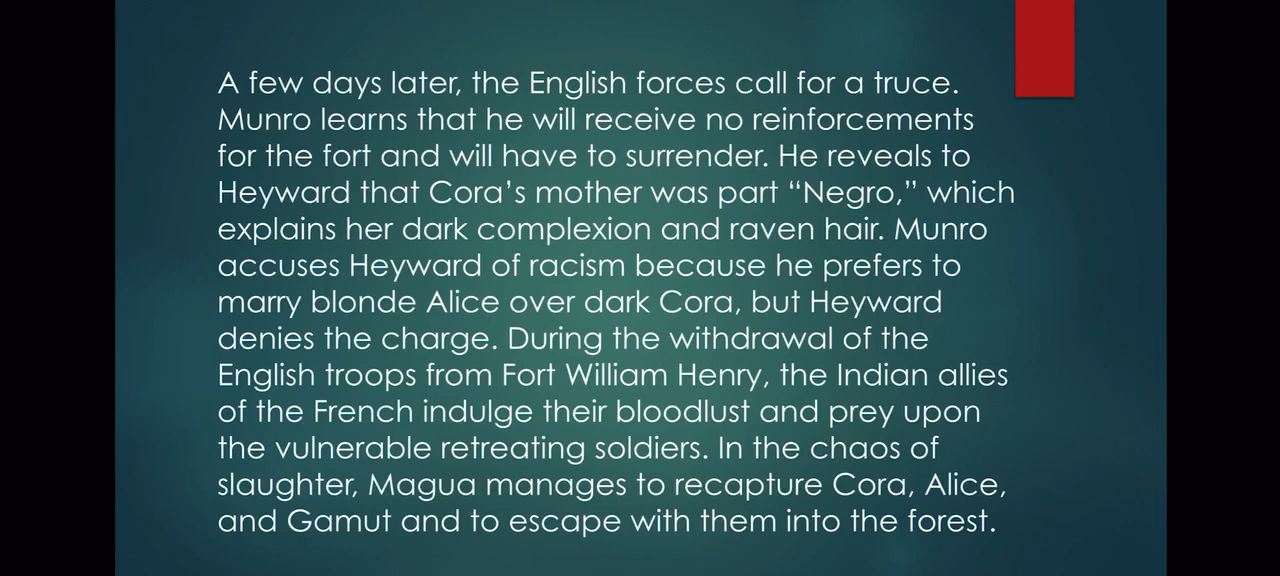 A few days later, the English forces call for a truce.
Munro learns that he will receive no reinforcements
for the fort and will have to surrender. He reveals to
Heyward that Cora’s mother was part “Negro,” which
explains her dark complexion and raven hair. Munro
accuses Heyward of racism because he prefers to
marry blonde Alice over dark Cora, but Heyward
denies the charge. During the withdrawal of the
English troops from Fort William Henry, the Indian allies
of the French indulge their bloodlust and prey upon
the vulnerable retreating soldiers. In the chaos of
slaughter, Magua manages to recapture Cora, Alice,
and Gamut and to escape with them into the forest.